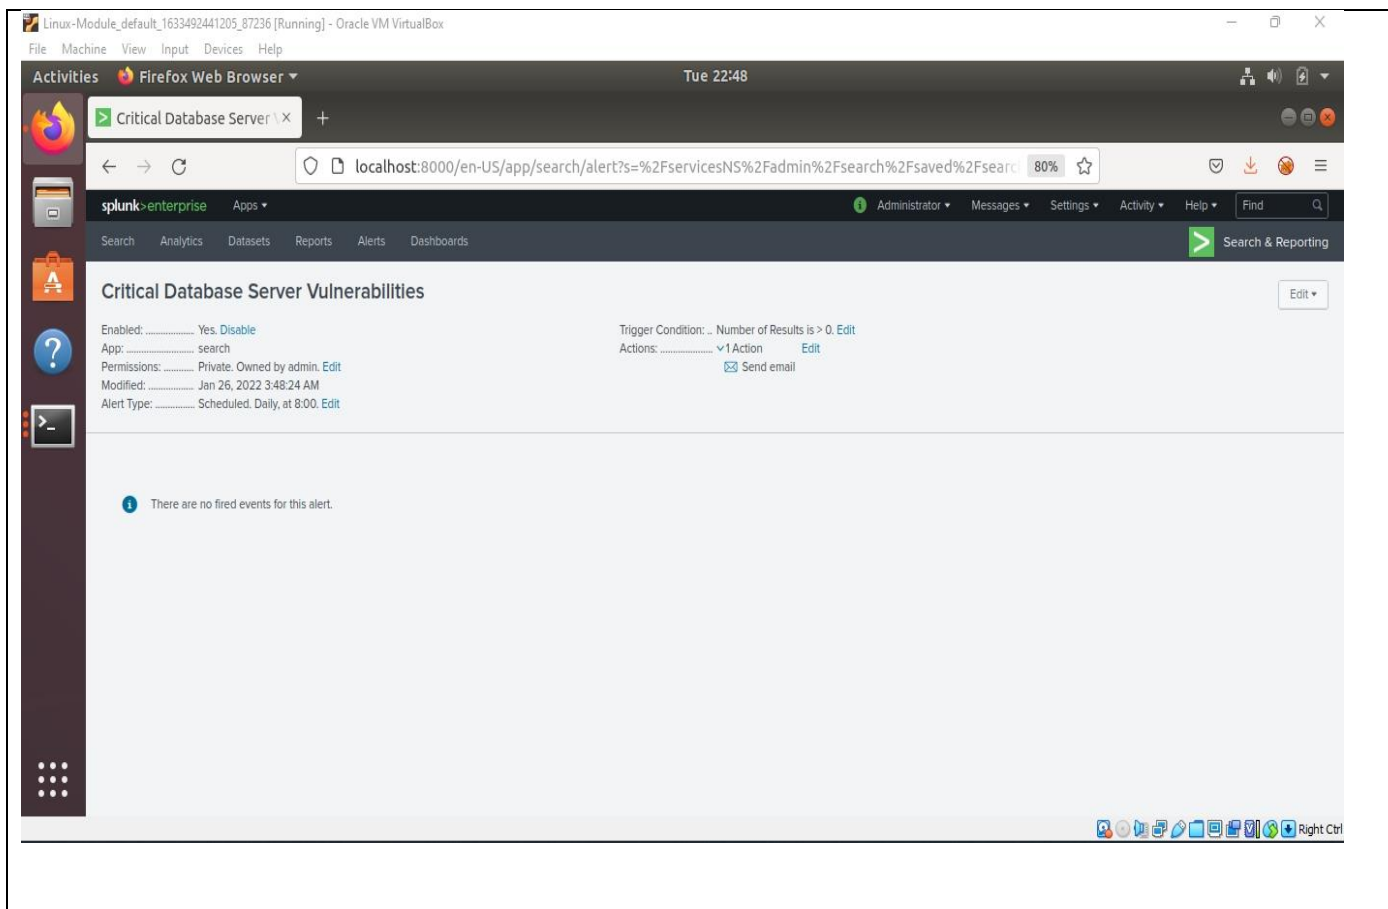 Linux-Module_default_1633492441205_87236 [Running] - Oracle VM VirtualBox
File Machine View Input Devices Help
Activities Firefox Web Browser Tue 22:48
Critical Database Server
localhost:8000/en-US/app/search/alert?s=%2FservicesNS%2Fadmin%2Fsearch%2Fsaved%2Fsearc 80%
splunk>enterprise Apps Administrator Messages Settings Activity Help Find
Search Analytics Datasets Reports Alerts Dashboards Search & Reporting
Critical Database Server Vulnerabilities Edit
Enabled: .................. Yes. Disable Trigger Condition: .. Number of Results is > 0. Edit
App: .......................... search Actions: .................... 1 Action Edit
Permissions: ........... Private. Owned by admin. Edit Send email
Modified: ................. Jan 26, 2022 3:48:24 AM
Alert Type: ............... Scheduled. Daily, at 8:00. Edit
There are no fired events for this alert.
Right Ctrl